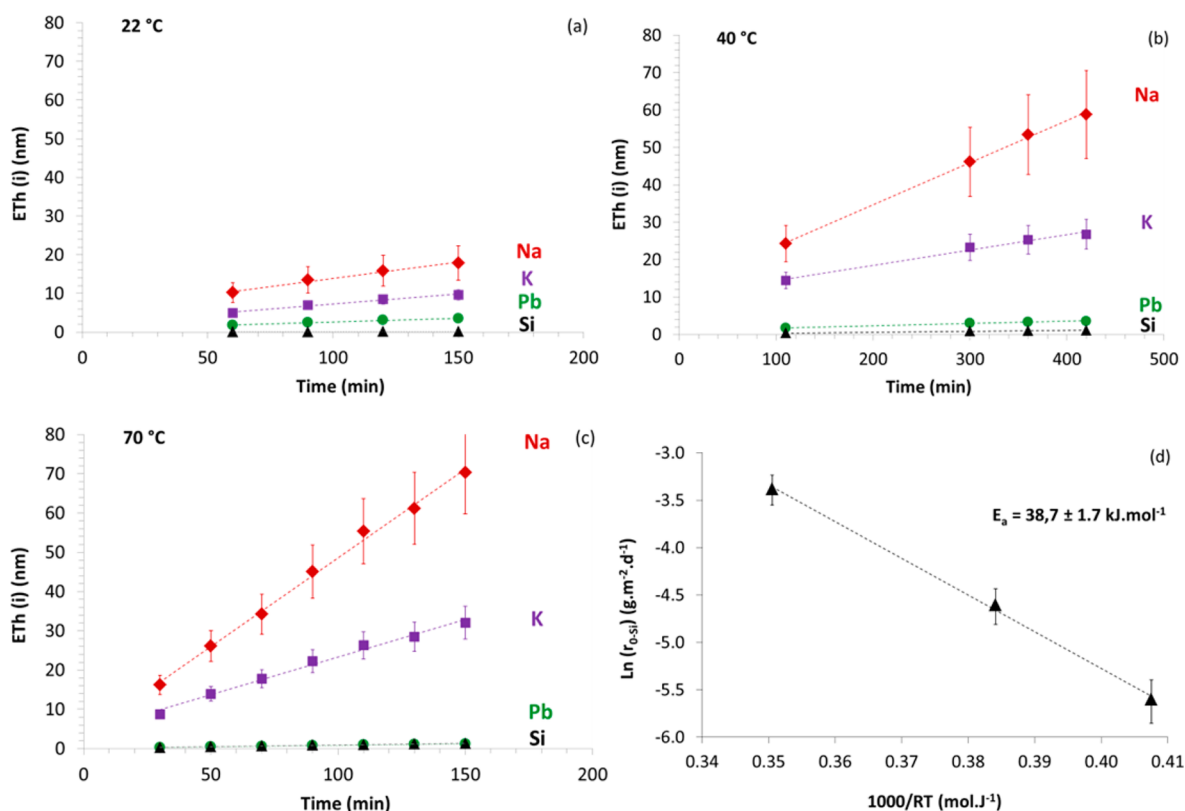 22 °C
(a)
ETh (i) (nm)
80
70
60
50
40
30
20
10
0
Na
K
Pb
Si
0 50 100 150 200
Time (min)
40 °C
(b)
ETh (i) (nm)
80
70
60
50
40
30
20
10
0
Na
K
Pb
Si
0 100 200 300 400 500
Time (min)
70 °C
(c)
ETh (i) (nm)
80
70
60
50
40
30
20
10
0
Na
K
Pb
Si
0 50 100 150 200
Time (min)
(d)
Ln (r₀₋ₛᵢ) (g.m⁻².d⁻¹)
-3.0
-3.5
-4.0
-4.5
-5.0
-5.5
-6.0
Eₐ = 38,7 ± 1.7 kJ.mol⁻¹
0.34 0.35 0.36 0.37 0.38 0.39 0.40 0.41
1000/RT (mol.J⁻¹)